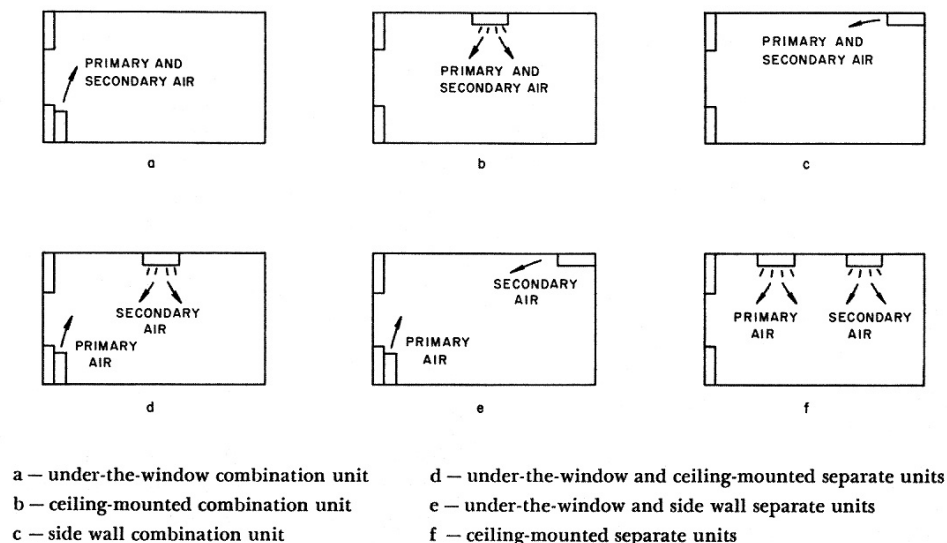 PRIMARY AND
SECONDARY AIR
a
PRIMARY AND
SECONDARY AIR
b
PRIMARY AND
SECONDARY AIR
c
SECONDARY
AIR
PRIMARY
AIR
d
SECONDARY
AIR
PRIMARY
AIR
e
PRIMARY
AIR
SECONDARY
AIR
f
a — under-the-window combination unit
b — ceiling-mounted combination unit
c — side wall combination unit
d — under-the-window and ceiling-mounted separate units
e — under-the-window and side wall separate units
f — ceiling-mounted separate units